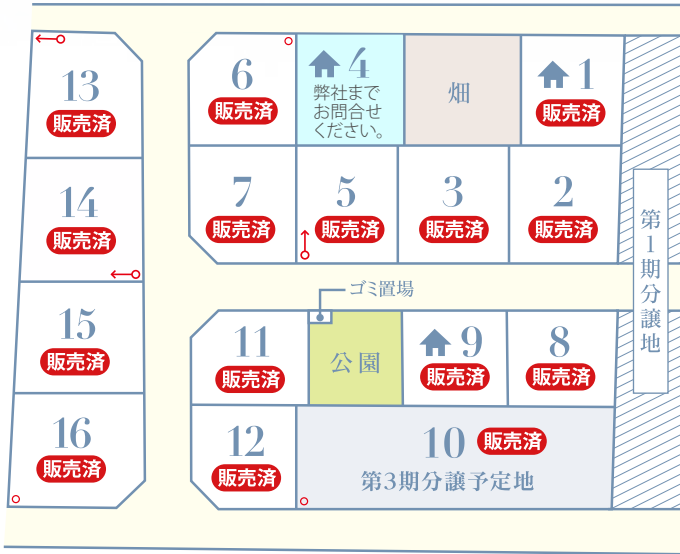 13
販売済
6
販売済
4
弊社まで
お問合せ
ください。
畑
1
販売済
14
販売済
7
販売済
5
販売済
3
販売済
2
販売済
第1期分譲地
ゴミ置場
15
販売済
11
販売済
公園
9
販売済
8
販売済
16
販売済
12
販売済
10 販売済
第3期分譲予定地